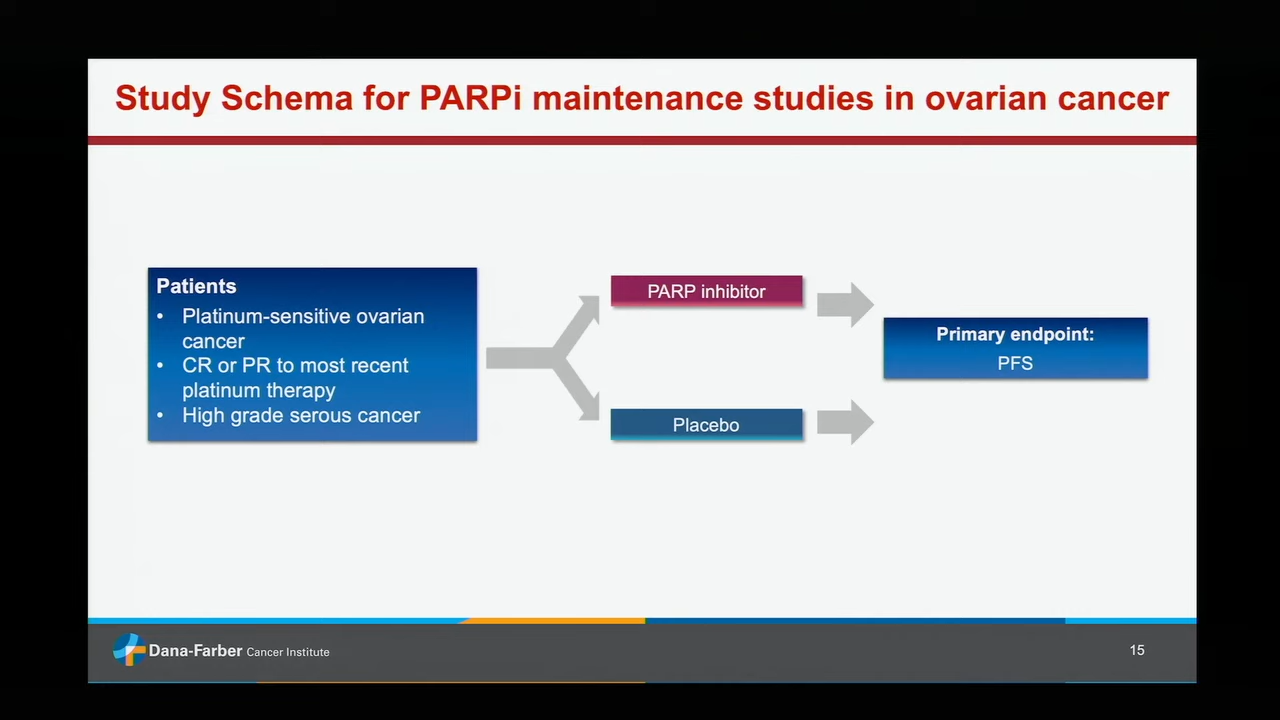 Study Schema for PARPi maintenance studies in ovarian cancer
Patients
• Platinum-sensitive ovarian
cancer
• CR or PR to most recent
platinum therapy
• High grade serous cancer
PARP inhibitor
Placebo
Primary endpoint:
PFS
Dana-Farber Cancer Institute
15